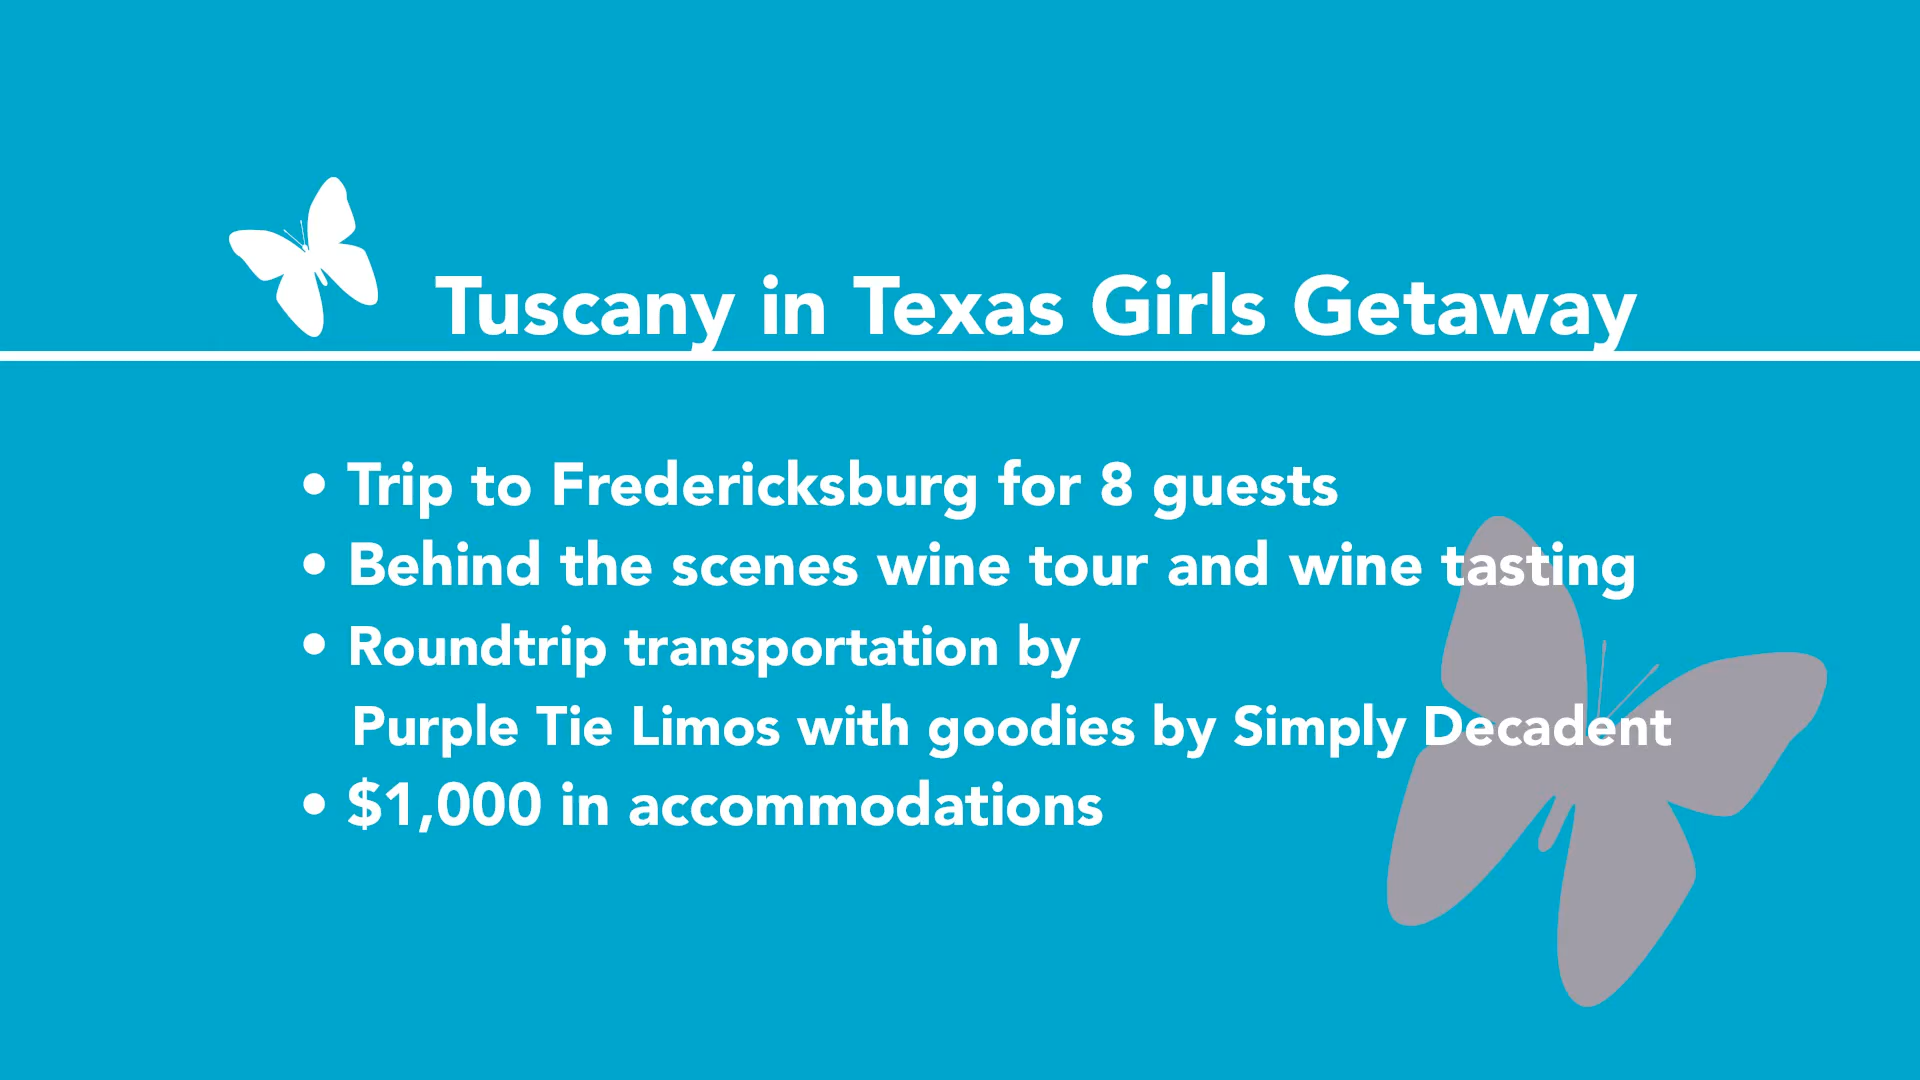 Tuscany in Texas Girls Getaway
• Trip to Fredericksburg for 8 guests
• Behind the scenes wine tour and wine tasting
• Roundtrip transportation by
Purple Tie Limos with goodies by Simply Decadent
• $1,000 in accommodations